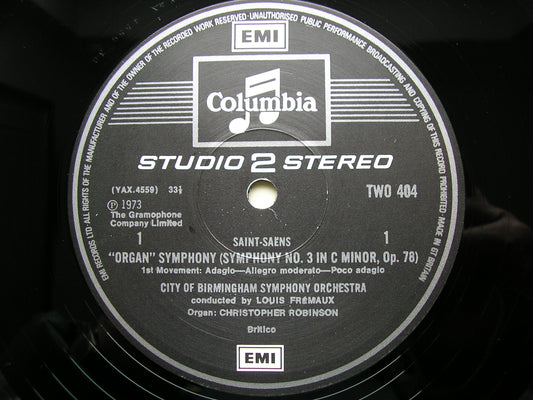 EMI RECORDS LTD·ALL RIGHTS OF THE MANUFACTURER AND OF THE OWNER OF THE RECORDED WORK RESERVED·UNAUTHORISED PUBLIC PERFORMANCE BROADCASTING AND COPYING OF THIS RECORD PROHIBITED·MADE IN GT BRITAIN
EMI
Columbia
STUDIO 2 STEREO
(YAX.4559) 33⅓
TWO 404
Ⓟ 1973
The Gramophone
Company Limited
1 1
SAINT-SAËNS
"ORGAN" SYMPHONY (SYMPHONY NO. 3 IN C MINOR, Op. 78)
1st Movement: Adagio—Allegro moderato—Poco adagio
CITY OF BIRMINGHAM SYMPHONY ORCHESTRA
conducted by LOUIS FRÉMAUX
Organ: CHRISTOPHER ROBINSON
Britico
EMI